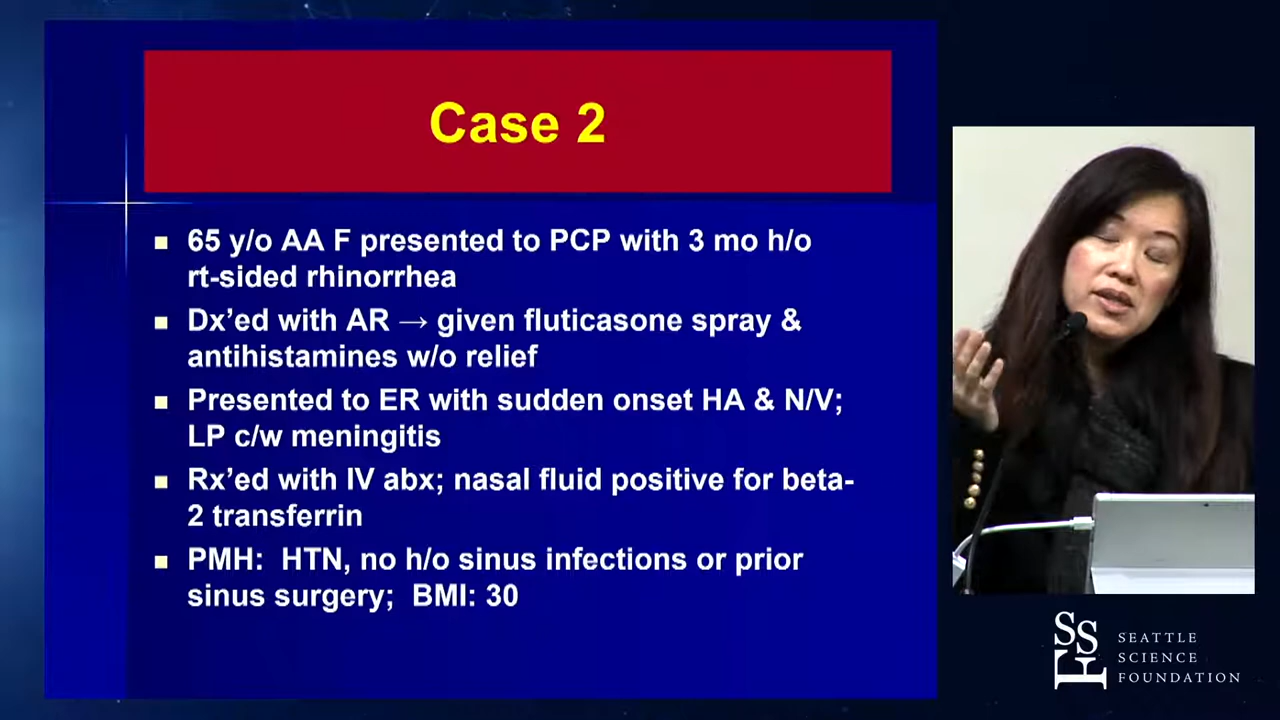 Case 2
65 y/o AA F presented to PCP with 3 mo h/o
rt-sided rhinorrhea
Dx'ed with AR → given fluticasone spray &
antihistamines w/o relief
Presented to ER with sudden onset HA & N/V;
LP c/w meningitis
Rx'ed with IV abx; nasal fluid positive for beta-
2 transferrin
PMH: HTN, no h/o sinus infections or prior
sinus surgery; BMI: 30
SSF
SEATTLE
SCIENCE
FOUNDATION